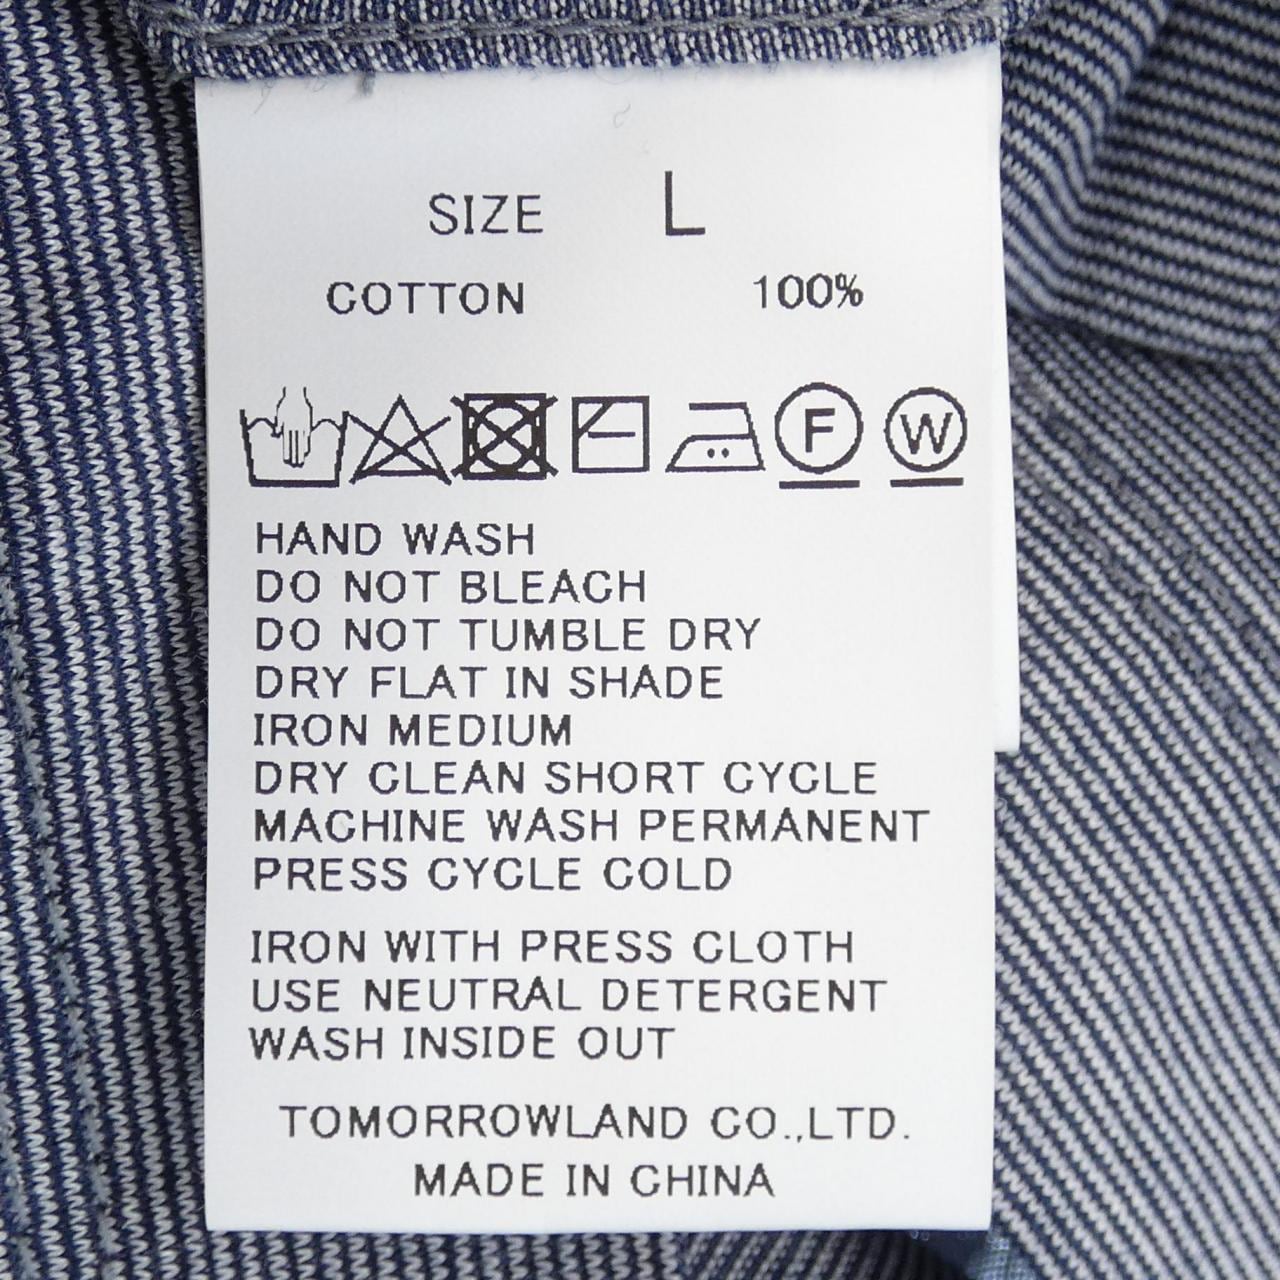 SIZE L
COTTON 100%
F W
HAND WASH
DO NOT BLEACH
DO NOT TUMBLE DRY
DRY FLAT IN SHADE
IRON MEDIUM
DRY CLEAN SHORT CYCLE
MACHINE WASH PERMANENT
PRESS CYCLE COLD
IRON WITH PRESS CLOTH
USE NEUTRAL DETERGENT
WASH INSIDE OUT
TOMORROWLAND CO.,LTD.
MADE IN CHINA